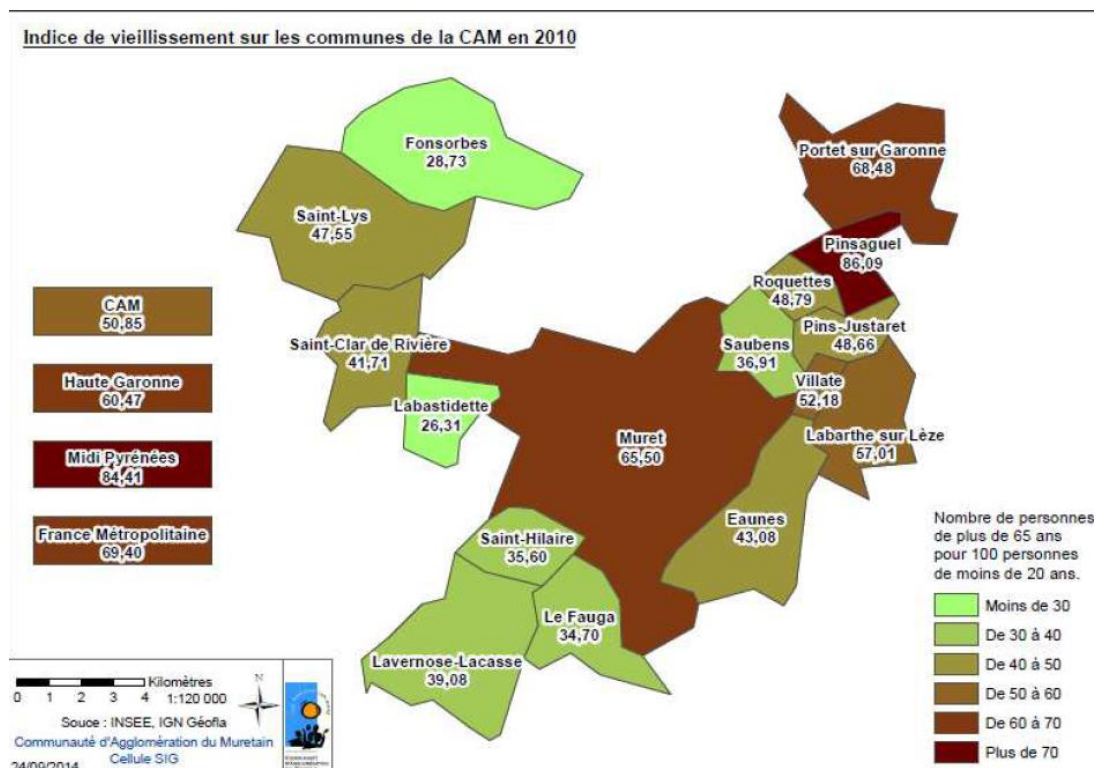 Indice de vieillissement sur les communes de la CAM en 2010
Fonsorbes
28,73
Portet sur Garonne
68,48
Saint-Lys
47,55
Pinsaguel
86,09
Roquettes
48,79
CAM
50,85
Pins-Justaret
48,66
Saint-Clar de Rivière
41,71
Saubens
36,91
Haute Garonne
60,47
Villate
52,18
Labastidette
26,31
Muret
65,50
Labarthe sur Lèze
57,01
Midi Pyrénées
84,41
Eaunes
43,08
France Métropolitaine
69,40
Saint-Hilaire
35,60
Le Fauga
34,70
Lavernose-Lacasse
39,08
Nombre de personnes
de plus de 65 ans
pour 100 personnes
de moins de 20 ans.
Moins de 30
De 30 à 40
De 40 à 50
De 50 à 60
De 60 à 70
Plus de 70
Kilomètres
0 1 2 3 4 1:120 000
N
Souce : INSEE, IGN Géofla
Communauté d'Agglomération du Muretain
Cellule SIG
24/09/2014